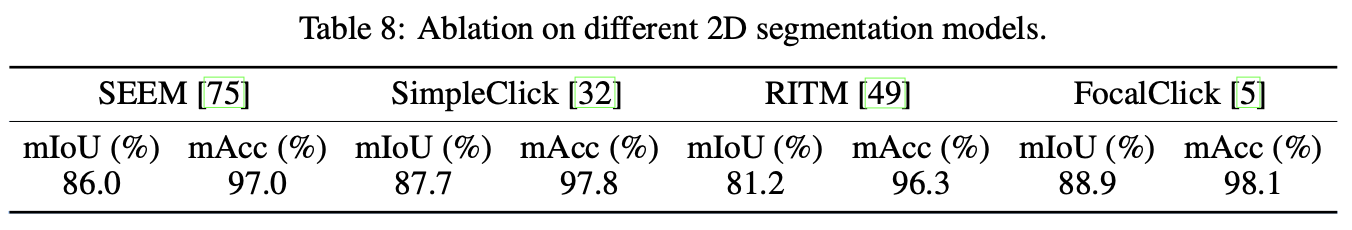 Table 8: Ablation on different 2D segmentation models.
SEEM [75] SimpleClick [32] RITM [49] FocalClick [5]
mIoU (%) mAcc (%) mIoU (%) mAcc (%) mIoU (%) mAcc (%) mIoU (%) mAcc (%)
86.0 97.0 87.7 97.8 81.2 96.3 88.9 98.1